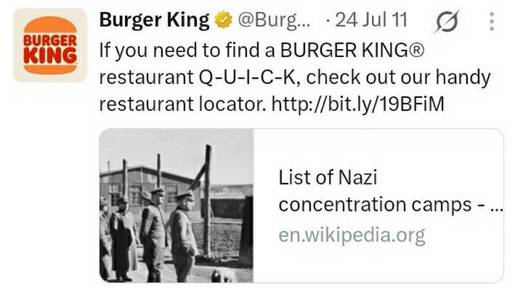 BURGER
KING
Burger King @Burg... · 24 Jul 11
If you need to find a BURGER KING®
restaurant Q-U-I-C-K, check out our handy
restaurant locator. http://bit.ly/19BFiM
List of Nazi
concentration camps - ...
en.wikipedia.org